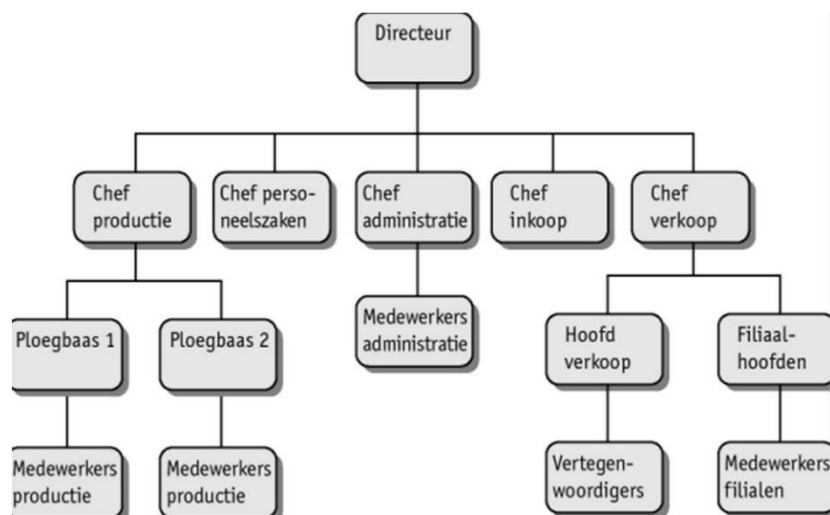 Directeur
Chef
productie
Chef perso-
neelszaken
Chef
administratie
Chef
inkoop
Chef
verkoop
Ploegbaas 1
Ploegbaas 2
Medewerkers
administratie
Hoofd
verkoop
Filiaal-
hoofden
Medewerkers
productie
Medewerkers
productie
Vertegen-
woordigers
Medewerkers
filialen